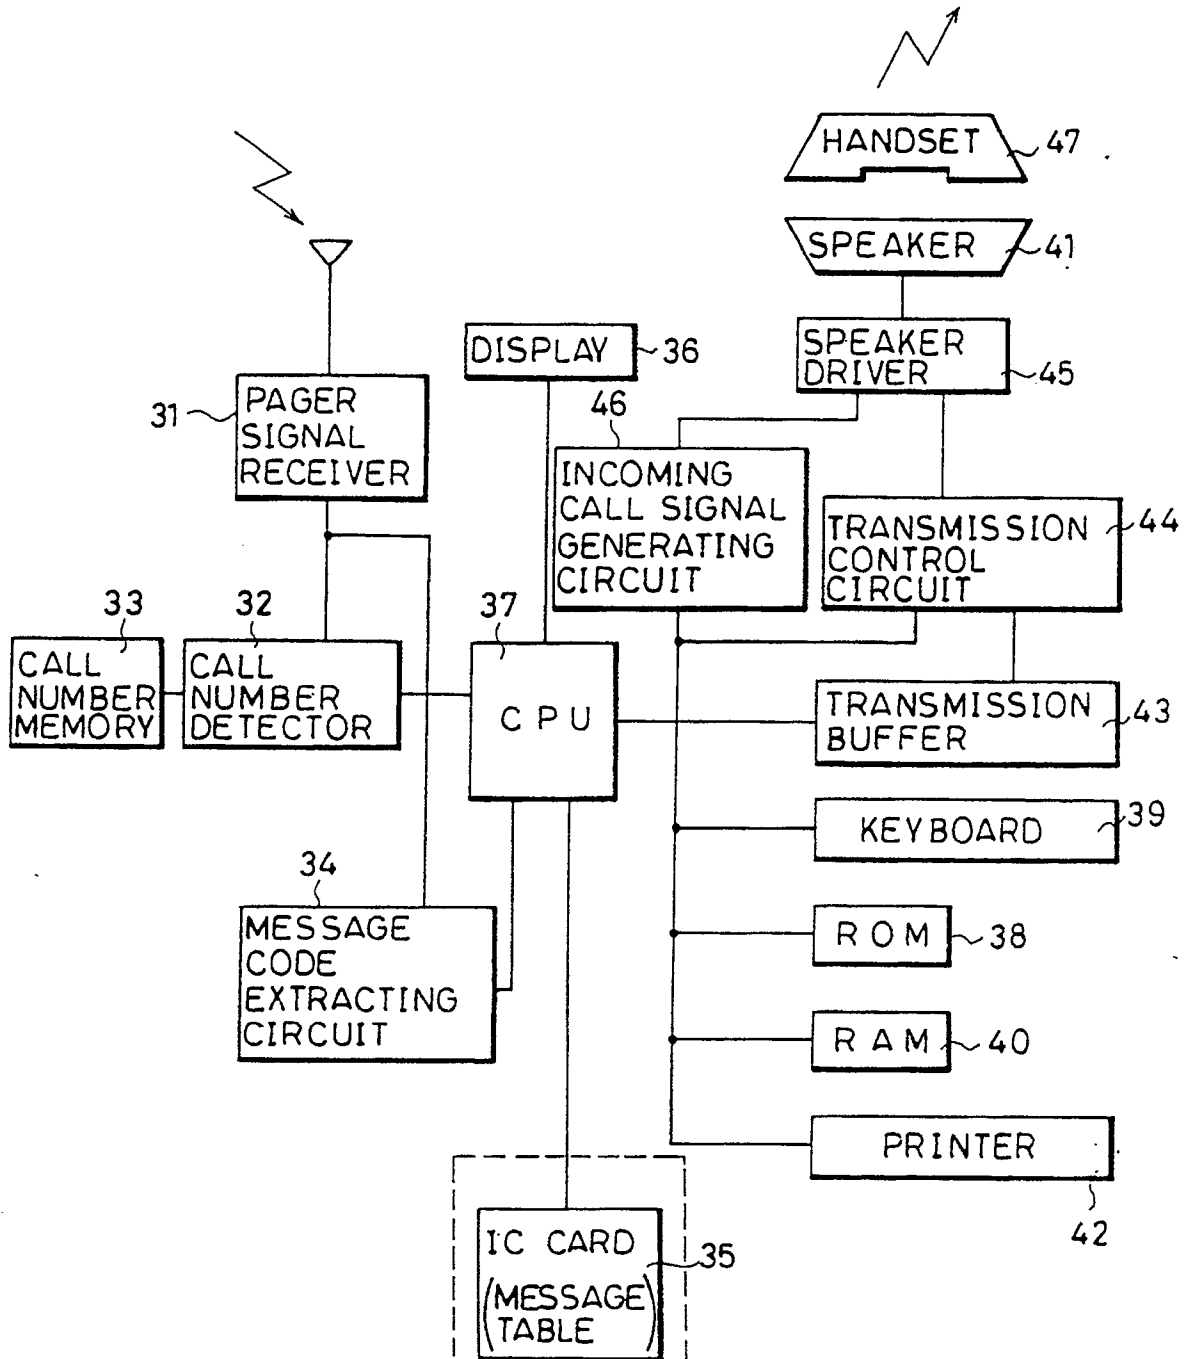 HANDSET
47
SPEAKER
41
SPEAKER
DRIVER
45
DISPLAY
36
46
31
PAGER
SIGNAL
RECEIVER
INCOMING
CALL SIGNAL
GENERATING
CIRCUIT
TRANSMISSION
CONTROL
CIRCUIT
44
33
32
37
CALL
NUMBER
MEMORY
CALL
NUMBER
DETECTOR
CPU
TRANSMISSION
BUFFER
43
KEYBOARD
39
34
MESSAGE
CODE
EXTRACTING
CIRCUIT
ROM
38
RAM
40
PRINTER
42
IC CARD
(MESSAGE
TABLE)
35